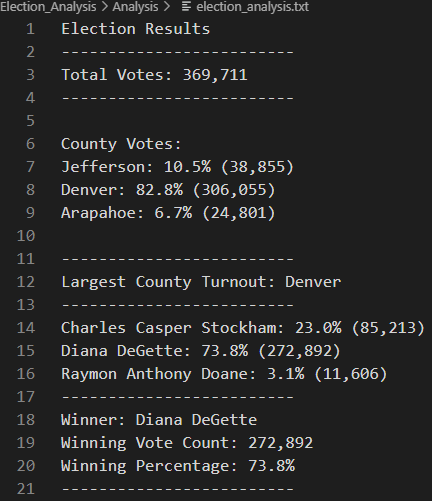 Election_Analysis > Analysis > election_analysis.txt
1 Election Results
2 -------------------------
3 Total Votes: 369,711
4 -------------------------
5
6 County Votes:
7 Jefferson: 10.5% (38,855)
8 Denver: 82.8% (306,055)
9 Arapahoe: 6.7% (24,801)
10
11 -------------------------
12 Largest County Turnout: Denver
13 -------------------------
14 Charles Casper Stockham: 23.0% (85,213)
15 Diana DeGette: 73.8% (272,892)
16 Raymon Anthony Doane: 3.1% (11,606)
17 -------------------------
18 Winner: Diana DeGette
19 Winning Vote Count: 272,892
20 Winning Percentage: 73.8%
21 -------------------------